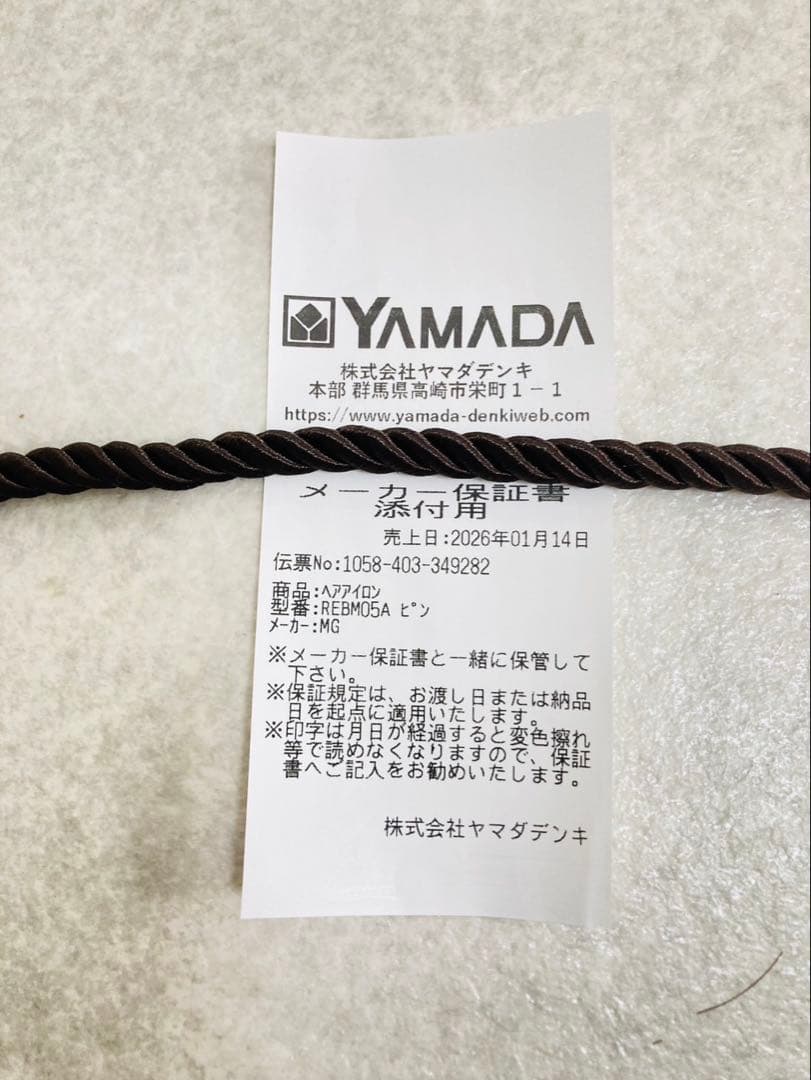 YAMADA
株式会社ヤマダデンキ
本部 群馬県高崎市栄町1-1
https://www.yamada-denkiweb.com
メーカー保証書
添付用
売上日:2026年01月14日
伝票No:1058-403-349282
商品:ﾍｱｱｲﾛﾝ
型番:REBM05A ﾋﾟﾝ
ﾒｰｶｰ:MG
※メーカー保証書と一緒に保管して
下さい。
※保証規定は、お渡し日または納品
日を起点に適用いたします。
※印字は月日が経過すると変色擦れ
等で読めなくなりますので、保証
書へご記入をお勧めいたします。
株式会社ヤマダデンキ